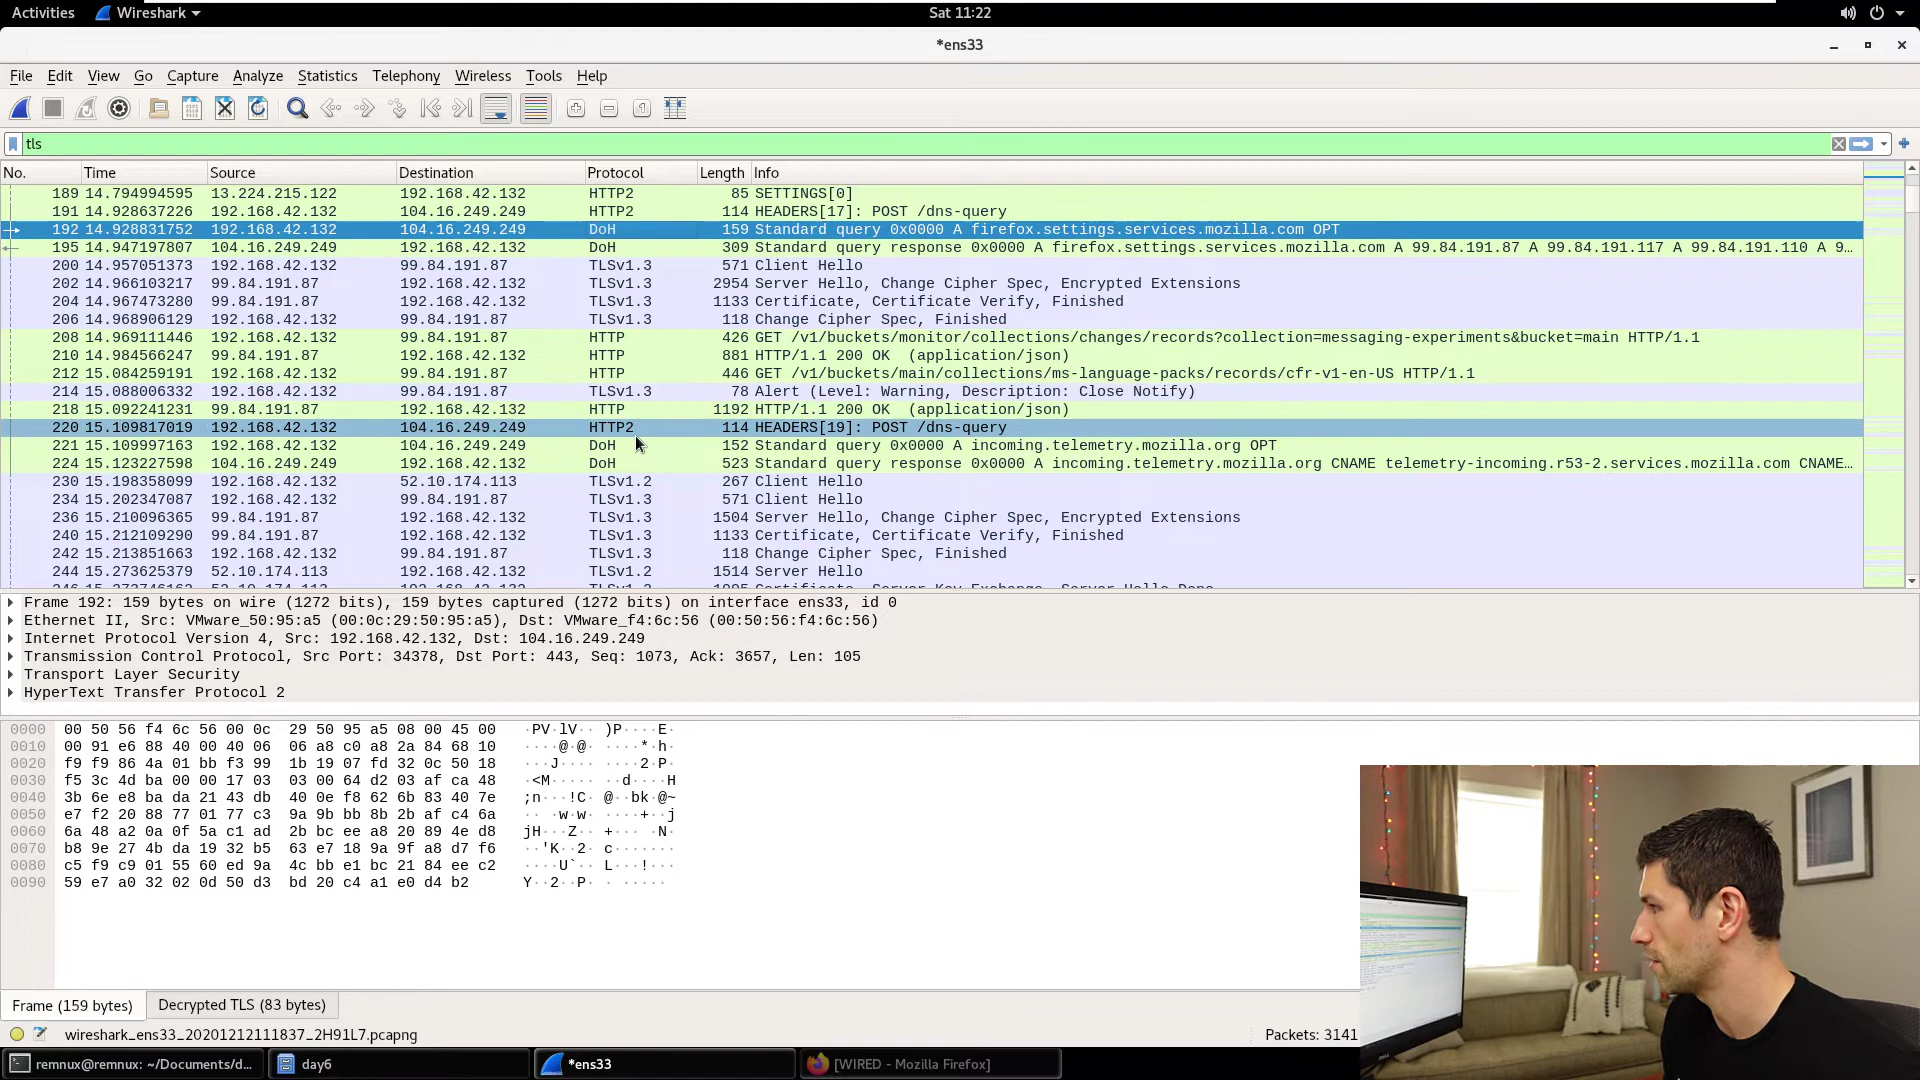 Activities Wireshark Sat 11:22
*ens33
File Edit View Go Capture Analyze Statistics Telephony Wireless Tools Help
tls
No. Time Source Destination Protocol Length Info
189 14.794994595 13.224.215.122 192.168.42.132 HTTP2 85 SETTINGS[0]
191 14.928637226 192.168.42.132 104.16.249.249 HTTP2 114 HEADERS[17]: POST /dns-query
192 14.928831752 192.168.42.132 104.16.249.249 DoH 159 Standard query 0x0000 A firefox.settings.services.mozilla.com OPT
195 14.947197807 104.16.249.249 192.168.42.132 DoH 309 Standard query response 0x0000 A firefox.settings.services.mozilla.com A 99.84.191.87 A 99.84.191.117 A 99.84.191.110 A 9…
200 14.957051373 192.168.42.132 99.84.191.87 TLSv1.3 571 Client Hello
202 14.966103217 99.84.191.87 192.168.42.132 TLSv1.3 2954 Server Hello, Change Cipher Spec, Encrypted Extensions
204 14.967473280 99.84.191.87 192.168.42.132 TLSv1.3 1133 Certificate, Certificate Verify, Finished
206 14.968906129 192.168.42.132 99.84.191.87 TLSv1.3 118 Change Cipher Spec, Finished
208 14.969111446 192.168.42.132 99.84.191.87 HTTP 426 GET /v1/buckets/monitor/collections/changes/records?collection=messaging-experiments&bucket=main HTTP/1.1
210 14.984566247 99.84.191.87 192.168.42.132 HTTP 881 HTTP/1.1 200 OK (application/json)
212 15.084259191 192.168.42.132 99.84.191.87 HTTP 446 GET /v1/buckets/main/collections/ms-language-packs/records/cfr-v1-en-US HTTP/1.1
214 15.088006332 192.168.42.132 99.84.191.87 TLSv1.3 78 Alert (Level: Warning, Description: Close Notify)
218 15.092241231 99.84.191.87 192.168.42.132 HTTP 1192 HTTP/1.1 200 OK (application/json)
220 15.109817019 192.168.42.132 104.16.249.249 HTTP2 114 HEADERS[19]: POST /dns-query
221 15.109997163 192.168.42.132 104.16.249.249 DoH 152 Standard query 0x0000 A incoming.telemetry.mozilla.org OPT
224 15.123227598 104.16.249.249 192.168.42.132 DoH 523 Standard query response 0x0000 A incoming.telemetry.mozilla.org CNAME telemetry-incoming.r53-2.services.mozilla.com CNAME…
230 15.198358099 192.168.42.132 52.10.174.113 TLSv1.2 267 Client Hello
234 15.202347087 192.168.42.132 99.84.191.87 TLSv1.3 571 Client Hello
236 15.210096365 99.84.191.87 192.168.42.132 TLSv1.3 1504 Server Hello, Change Cipher Spec, Encrypted Extensions
240 15.212109290 99.84.191.87 192.168.42.132 TLSv1.3 1133 Certificate, Certificate Verify, Finished
242 15.213851663 192.168.42.132 99.84.191.87 TLSv1.3 118 Change Cipher Spec, Finished
244 15.273625379 52.10.174.113 192.168.42.132 TLSv1.2 1514 Server Hello
Frame 192: 159 bytes on wire (1272 bits), 159 bytes captured (1272 bits) on interface ens33, id 0
Ethernet II, Src: VMware_50:95:a5 (00:0c:29:50:95:a5), Dst: VMware_f4:6c:56 (00:50:56:f4:6c:56)
Internet Protocol Version 4, Src: 192.168.42.132, Dst: 104.16.249.249
Transmission Control Protocol, Src Port: 34378, Dst Port: 443, Seq: 1073, Ack: 3657, Len: 105
Transport Layer Security
HyperText Transfer Protocol 2
0000 00 50 56 f4 6c 56 00 0c 29 50 95 a5 08 00 45 00 ·PV·lV·· )P····E·
0010 00 91 e6 88 40 00 40 06 06 a8 c0 a8 2a 84 68 10 ····@·@· ····*·h·
0020 f9 f9 86 4a 01 bb f3 99 1b 19 07 fd 32 0c 50 18 ···J···· ····2·P·
0030 f5 3c 4d ba 00 00 17 03 03 00 64 d2 03 af ca 48 ·<M····· ··d····H
0040 3b 6e e8 ba da 21 43 db 40 0e f8 62 6b 83 40 7e ;n···!C· @··bk·@~
0050 e7 f2 20 88 77 01 77 c3 9a 9b bb 8b 2b af c4 6a ·· ·w·w· ····+··j
0060 6a 48 a2 0a 0f 5a c1 ad 2b bc ee a8 20 89 4e d8 jH···Z·· +··· ·N·
0070 b8 9e 27 4b da 19 32 b5 63 e7 18 9a 9f a8 d7 f6 ··'K··2· c·······
0080 c5 f9 c9 01 55 60 ed 9a 4c bb e1 bc 21 84 ee c2 ····U`·· L···!···
0090 59 e7 a0 32 02 0d 50 d3 bd 20 c4 a1 e0 d4 b2 Y··2··P· · ·····
Frame (159 bytes) Decrypted TLS (83 bytes)
wireshark_ens33_20201212111837_2H91L7.pcapng Packets: 3141
remnux@remnux: ~/Documents/d… day6 *ens33 [WIRED - Mozilla Firefox]